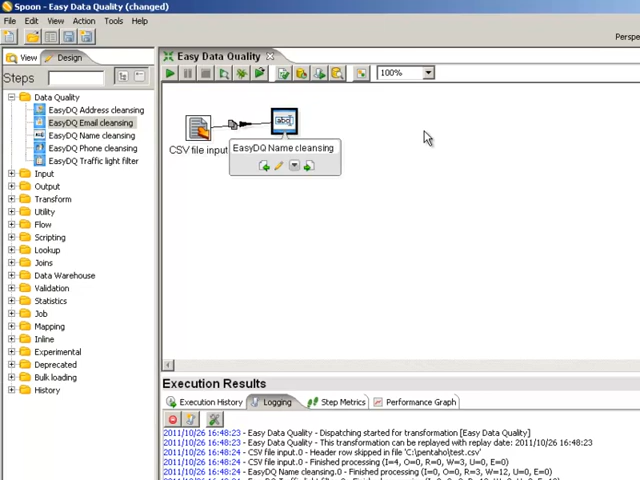 Spoon - Easy Data Quality (changed)
File Edit View Action Tools Help
Perspe
View Design
Steps
Data Quality
EasyDQ Address cleansing
EasyDQ Email cleansing
EasyDQ Name cleansing
EasyDQ Phone cleansing
EasyDQ Traffic light filter
Input
Output
Transform
Utility
Flow
Scripting
Lookup
Joins
Data Warehouse
Validation
Statistics
Job
Mapping
Inline
Experimental
Deprecated
Bulk loading
History
Easy Data Quality
100%
CSV file input
EasyDQ Name cleansing
Execution Results
Execution History Logging Step Metrics Performance Graph
2011/10/26 16:48:23 - Easy Data Quality - Dispatching started for transformation [Easy Data Quality]
2011/10/26 16:48:23 - Easy Data Quality - This transformation can be replayed with replay date: 2011/10/26 16:48:23
2011/10/26 16:48:23 - CSV file input.0 - Header row skipped in file 'C:\pentaho\test.csv'
2011/10/26 16:48:23 - CSV file input.0 - Finished processing (I=4, O=0, R=0, W=3, U=0, E=0)
2011/10/26 16:48:23 - EasyDQ Name cleansing.0 - Finished processing (I=0, O=0, R=3, W=12, U=0, E=0)